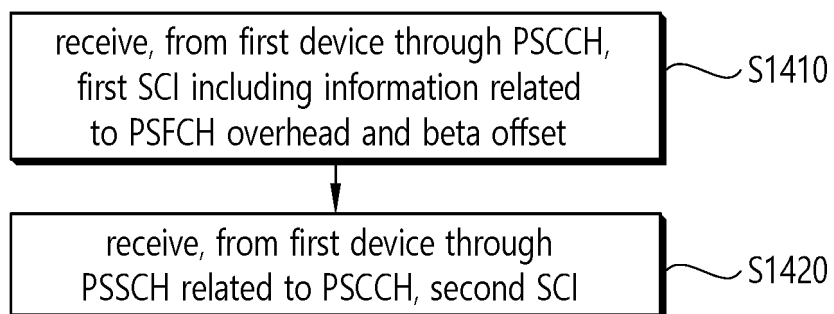 receive, from first device through PSCCH,
first SCI including information related
to PSFCH overhead and beta offset
S1410
receive, from first device through
PSSCH related to PSCCH, second SCI
S1420